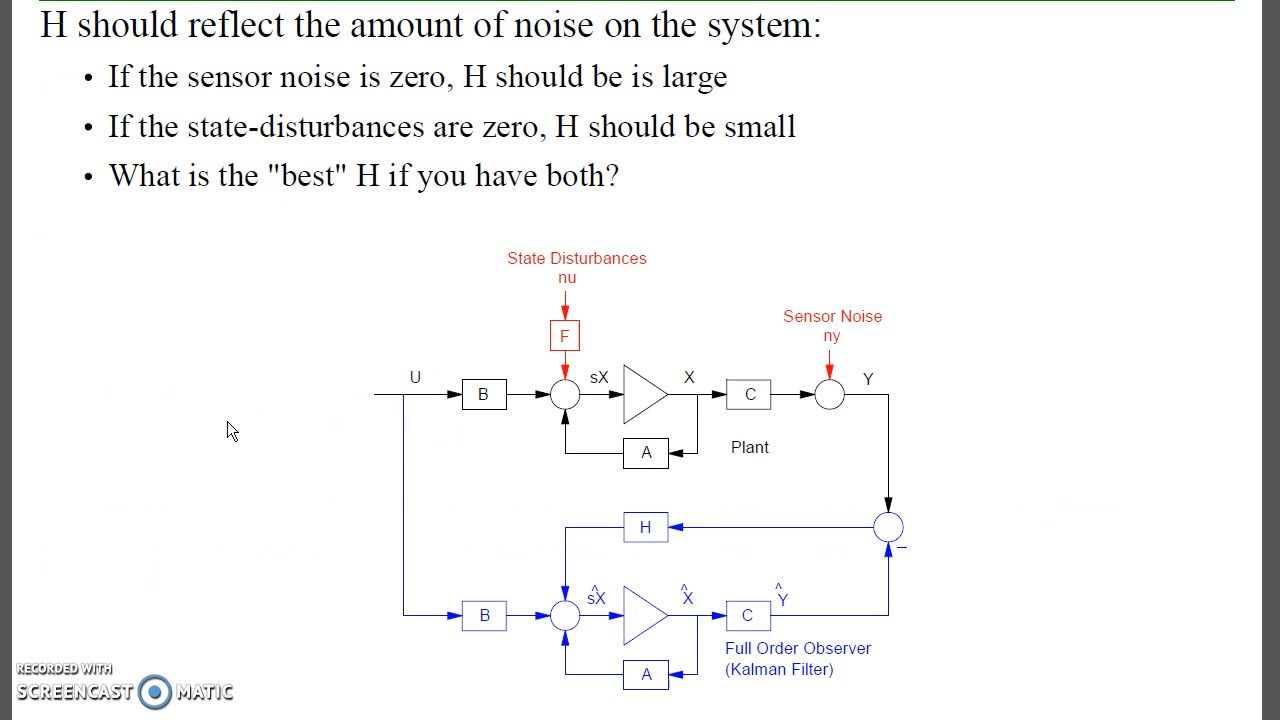 H should reflect the amount of noise on the system:
• If the sensor noise is zero, H should be is large
• If the state-disturbances are zero, H should be small
• What is the "best" H if you have both?
State Disturbances
nu
Sensor Noise
ny
F
U
B
sX
X
C
Y
A
Plant
H
–
B
sX̂
X̂
C
Ŷ
A
Full Order Observer
(Kalman Filter)
RECORDED WITH
SCREENCAST MATIC